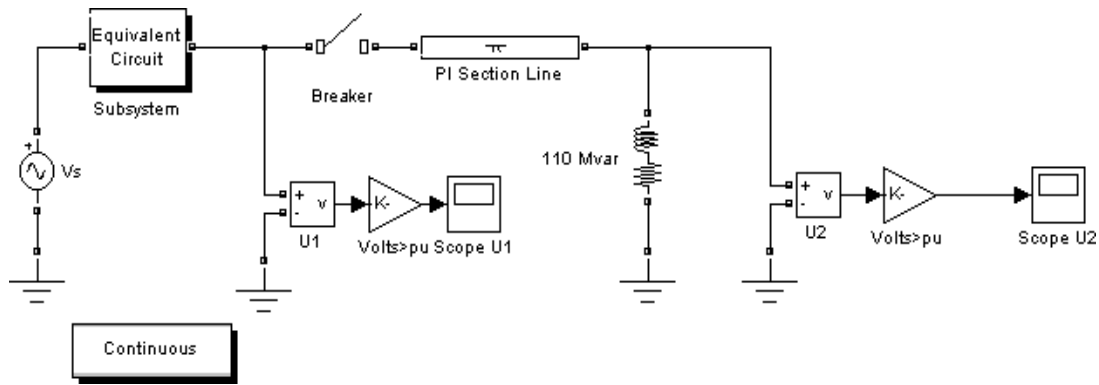 Equivalent
Circuit
Subsystem
Breaker
PI Section Line
+
Vs
110 Mvar
+
-
v
U1
K-
Volts>pu
Scope U1
+
-
v
U2
K-
Volts>pu
Scope U2
Continuous